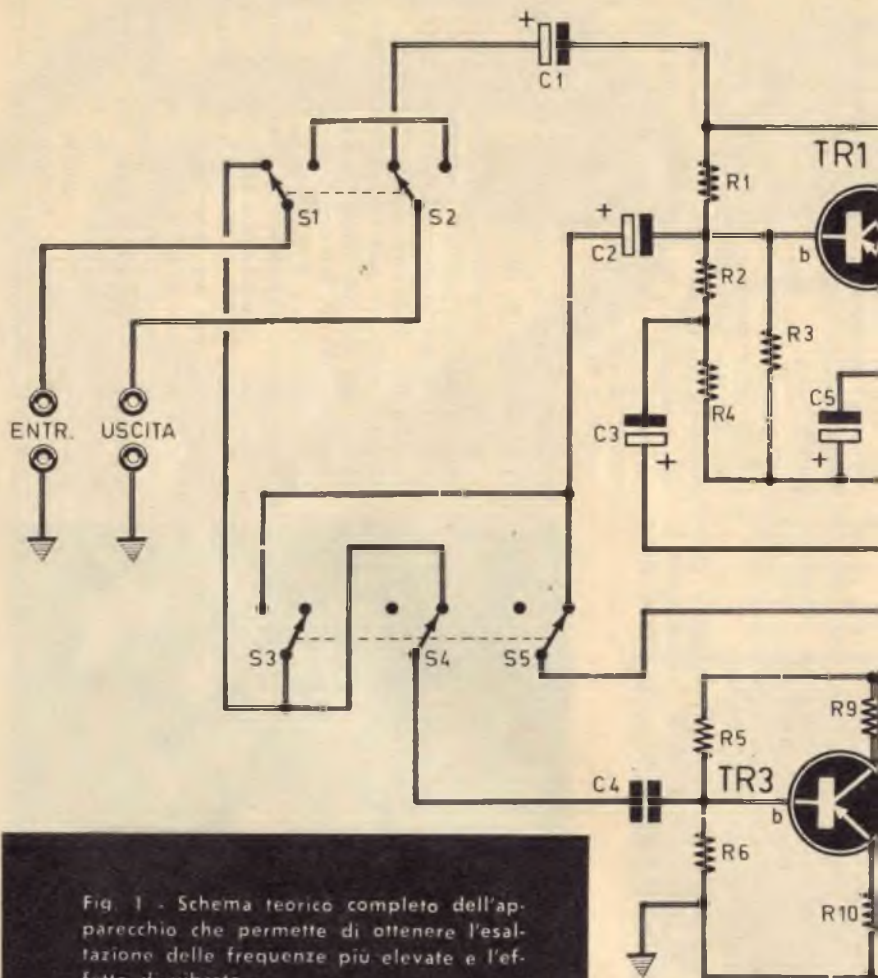 +
C1
TR1
R1
S1
S2
+
C2
b
R2
R3
ENTR.
USCITA
C3
+
R4
C5
+
S3
S4
S5
R9
R5
C4
TR3
b
R6
R10
Fig. 1 - Schema teorico completo dell'ap-
parecchio che permette di ottenere l'esal-
tazione delle frequenze più elevate e l'ef-